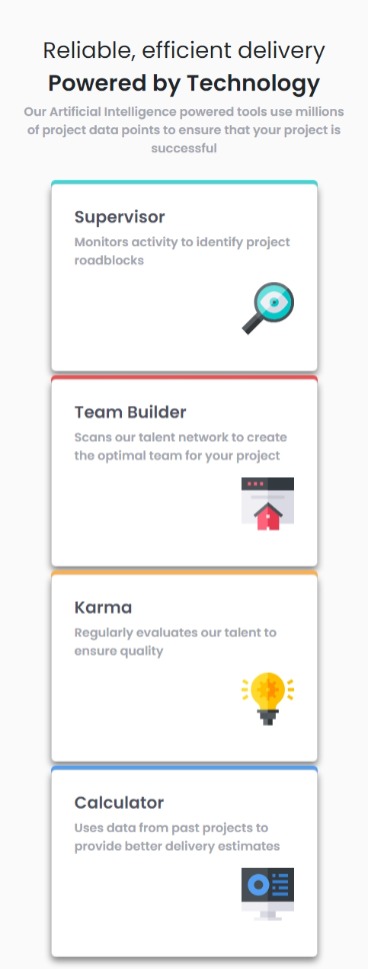 Reliable, efficient delivery
Powered by Technology
Our Artificial Intelligence powered tools use millions
of project data points to ensure that your project is
successful
Supervisor
Monitors activity to identify project
roadblocks
Team Builder
Scans our talent network to create
the optimal team for your project
Karma
Regularly evaluates our talent to
ensure quality
Calculator
Uses data from past projects to
provide better delivery estimates